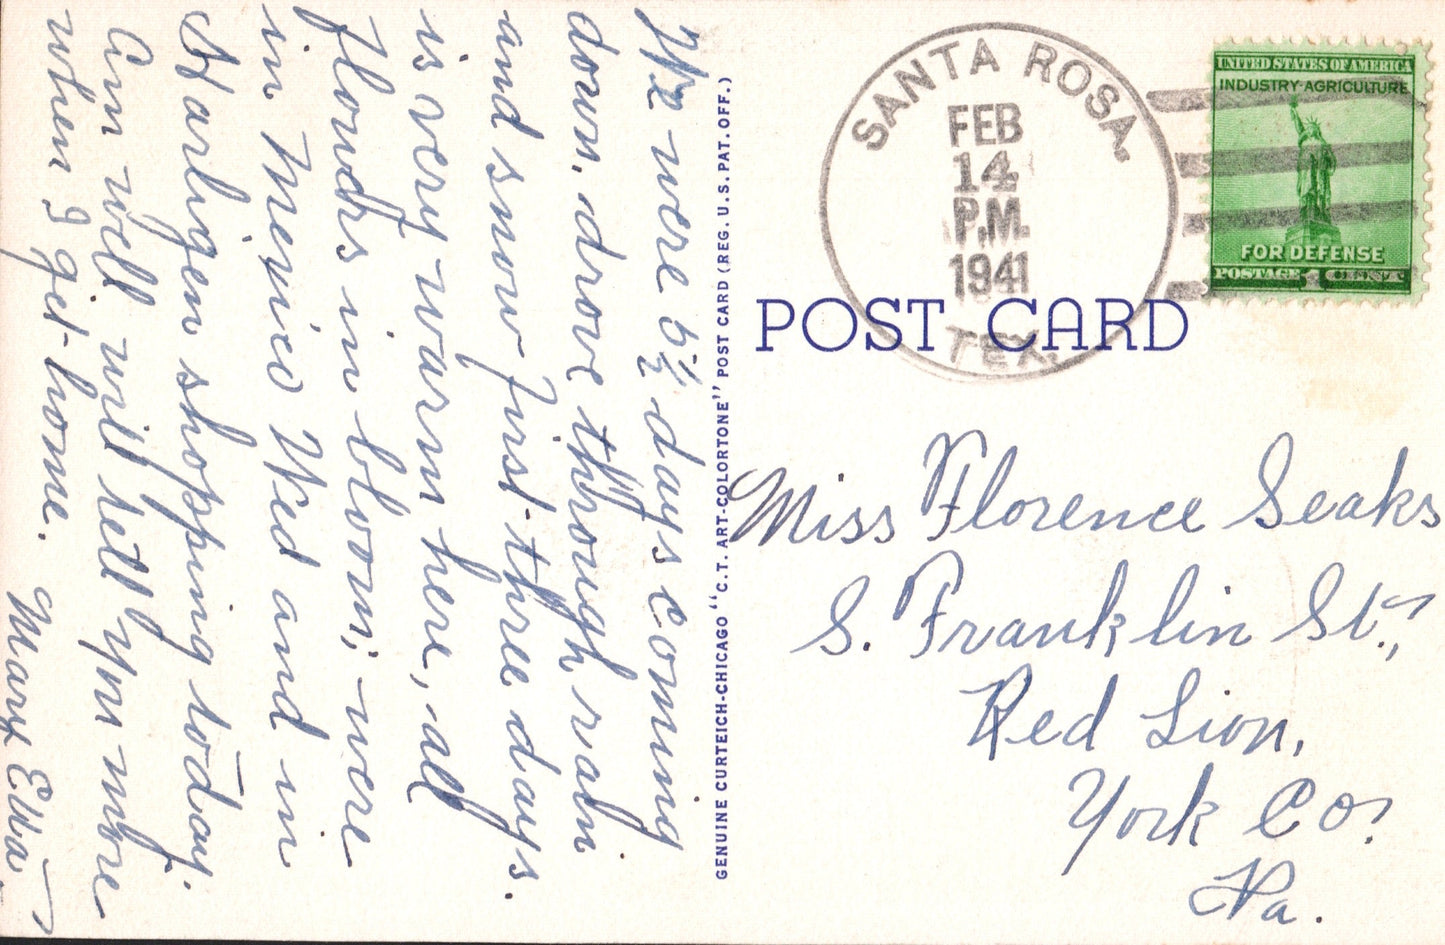 We were 5½ days coming
down, drove through rain
and snow first three days.
is very warm here, all
flowers in bloom; were
in Mexico Wed and in
Harligen shopping today.
Am well will tell you more
when I get home. Mary Etta.
GENUINE CURTEICH-CHICAGO "C.T. ART-COLORTONE" POST CARD (REG. U.S. PAT. OFF.)
SANTA ROSA,
FEB
14
P.M.
1941
TEX.
UNITED STATES OF AMERICA
INDUSTRY-AGRICULTURE
FOR DEFENSE
POSTAGE 1 CENT
POST CARD
Miss Florence Seaks
S. Franklin St.,
Red Lion,
York Co.
Pa.